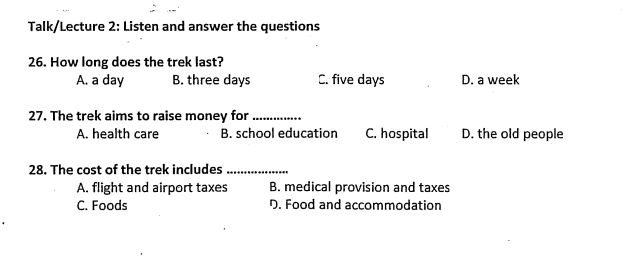 Talk/Lecture 2: Listen and answer the questions
26. How long does the trek last?
A. a day B. three days C. five days D. a week
27. The trek aims to raise money for ..............
A. health care B. school education C. hospital D. the old people
28. The cost of the trek includes ..................
A. flight and airport taxes B. medical provision and taxes
C. Foods D. Food and accommodation